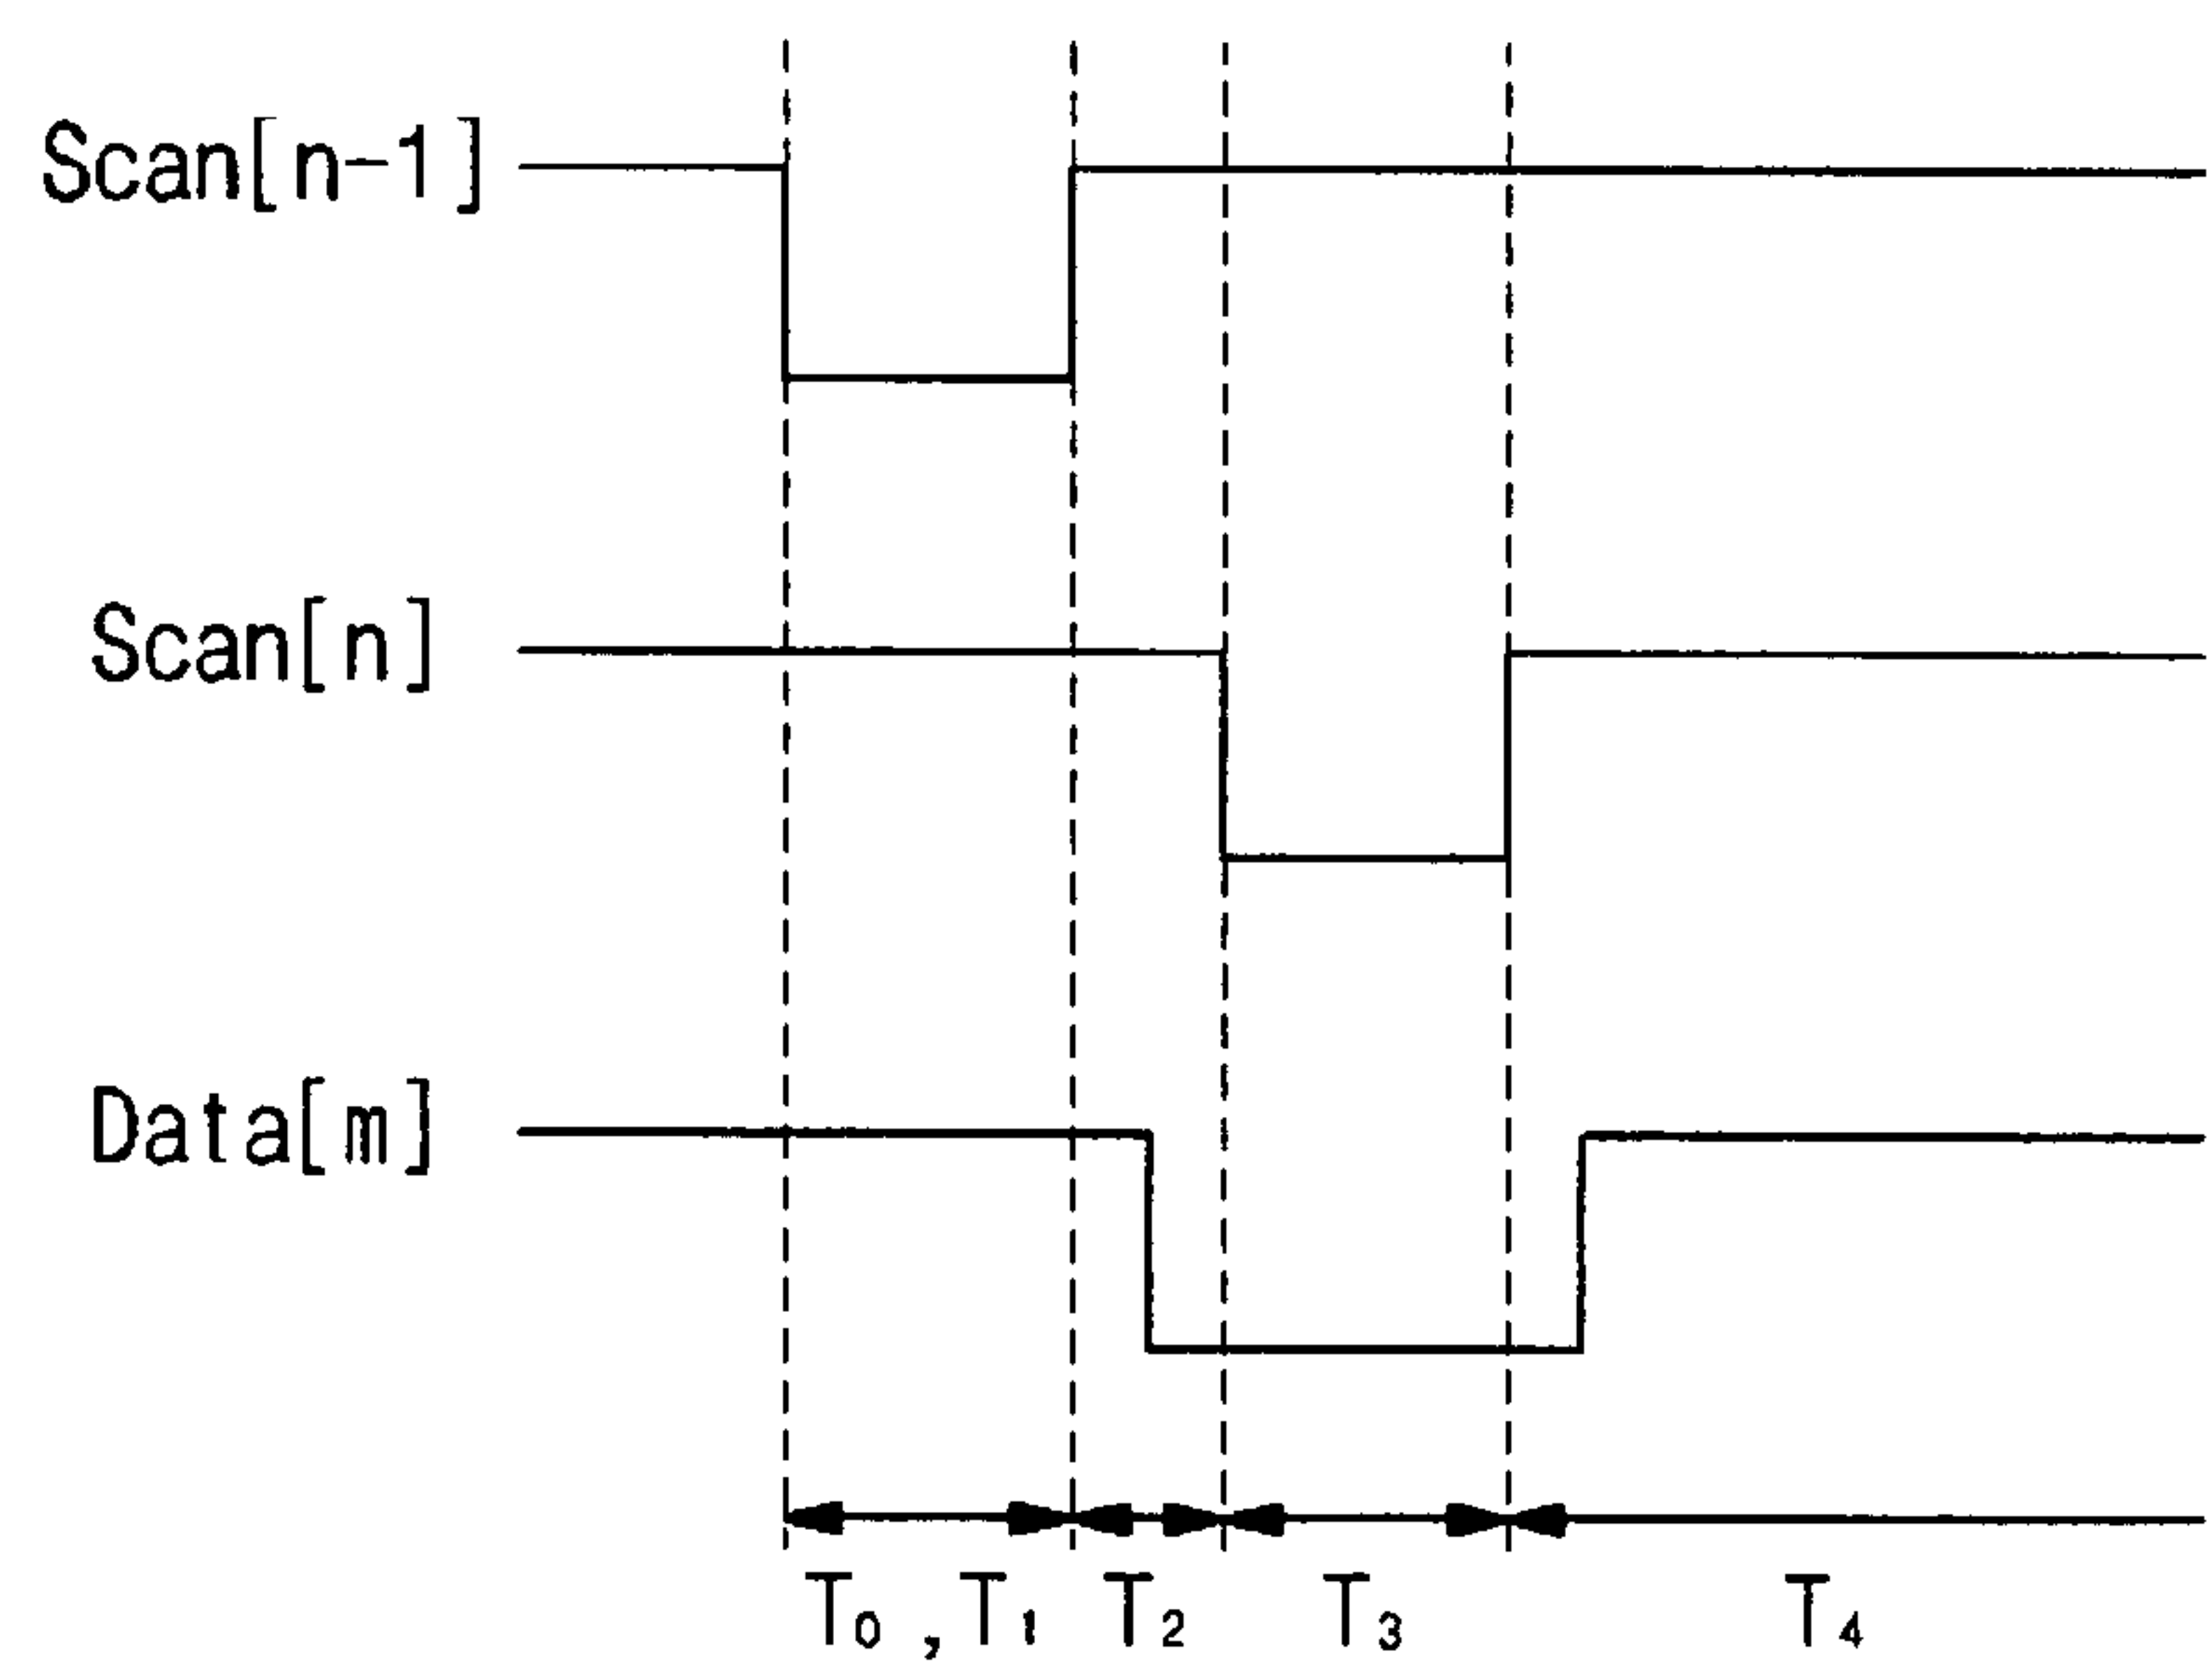 Scan[n-1]
Scan[n]
Data[m]
T₀ ,T₁ T₂ T₃ T₄